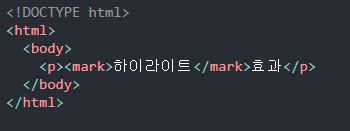 <!DOCTYPE html>
<html>
  <body>
    <p><mark>하이라이트</mark>효과</p>
  </body>
</html>